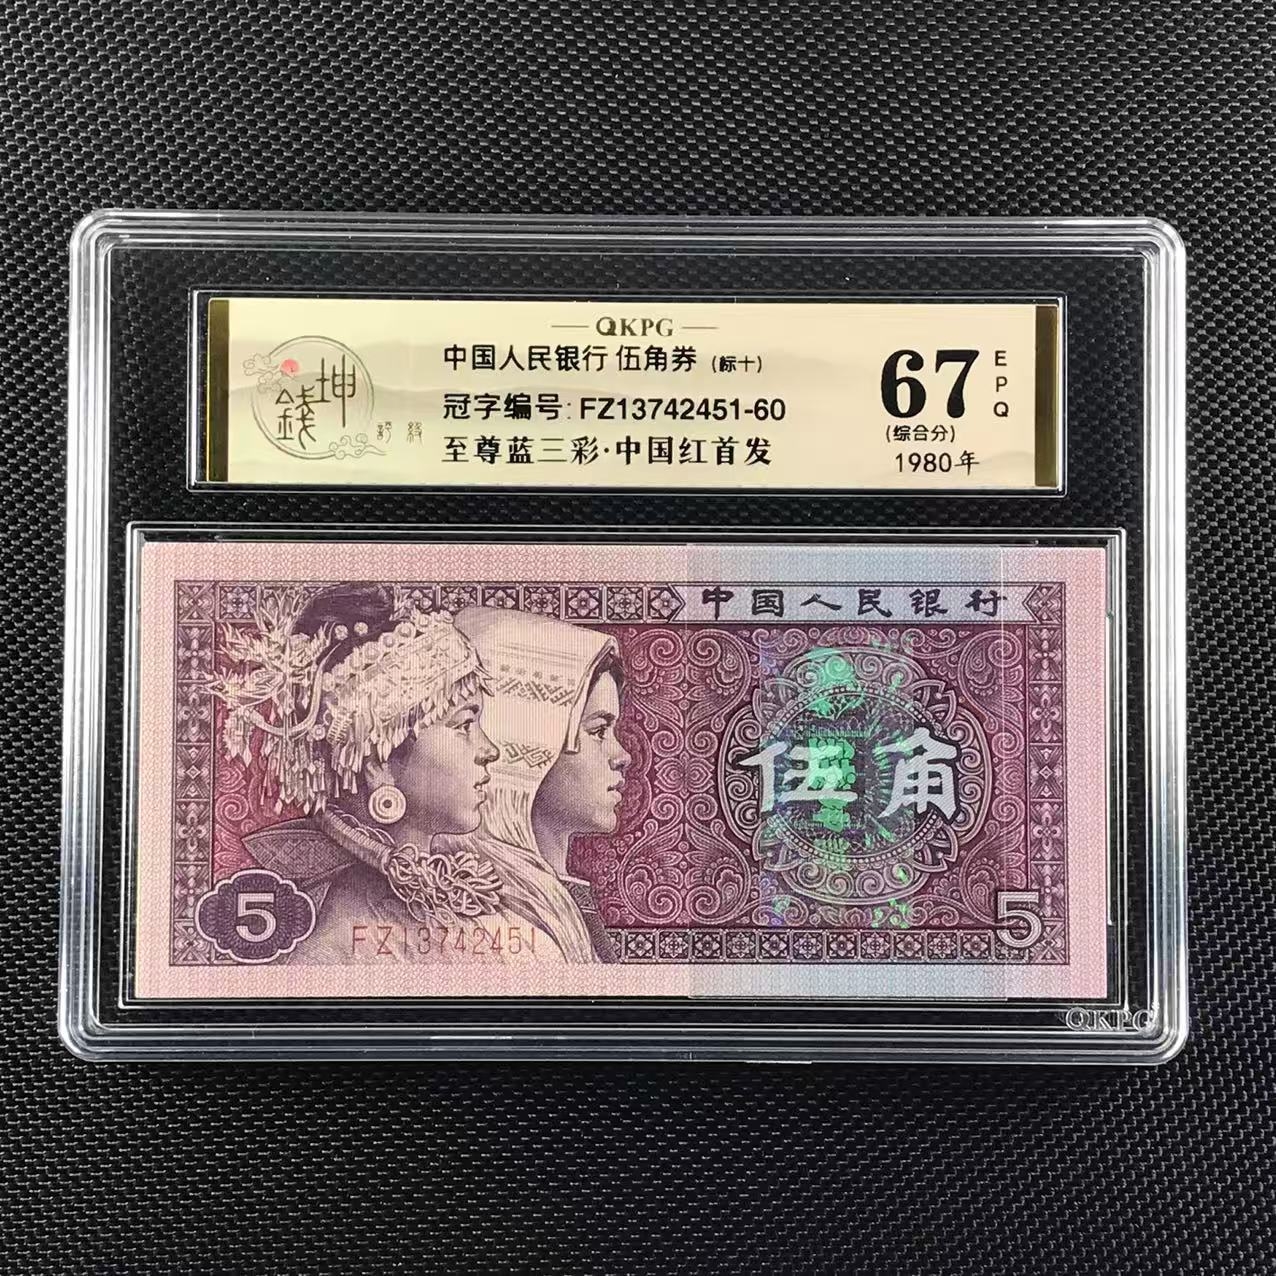 QKPG
中国人民银行 伍角券 (标十)
冠字编号: FZ13742451-60
至尊蓝三彩·中国红首发
坤
錢
67
EPQ
(综合分)
1980年
中国人民银行
伍角
5
FZ13742451
5
QKPG